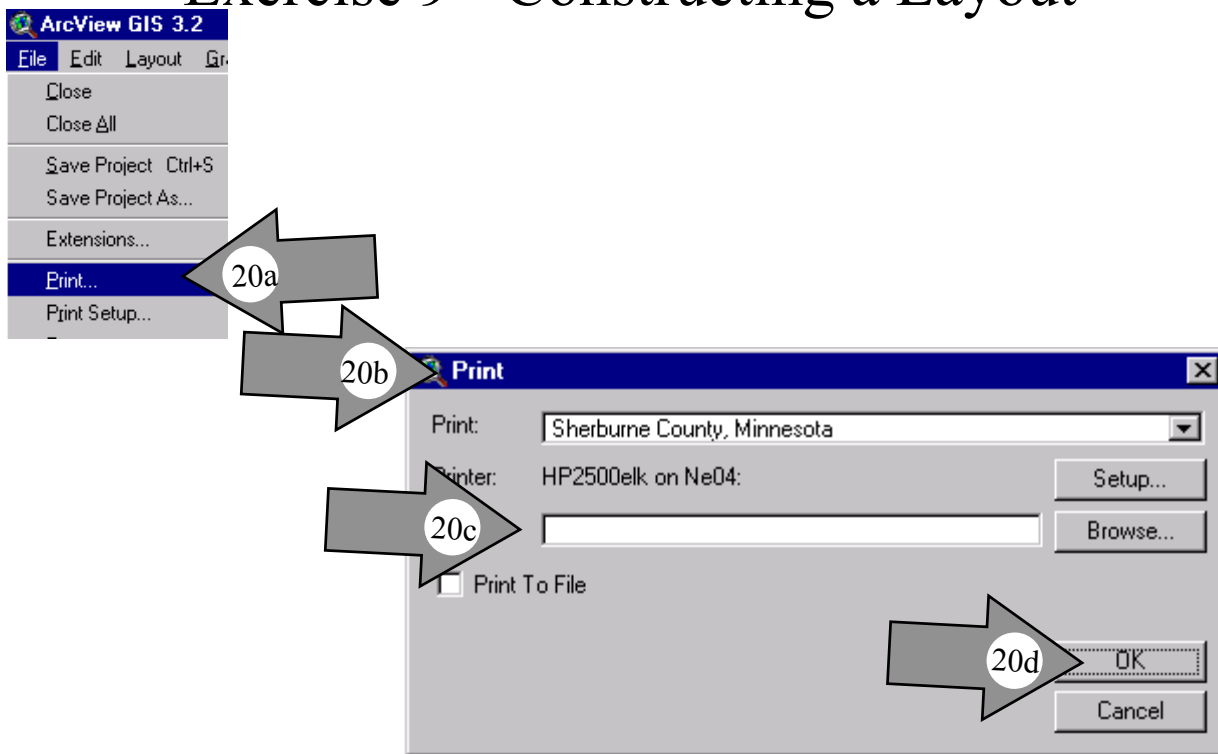 Exercise 9 - Constructing a Layout
ArcView GIS 3.2
File Edit Layout
Close
Close All
Save Project Ctrl+S
Save Project As...
Extensions...
Print...
Print Setup...
20a
20b
Print
Print: Sherburne County, Minnesota
Printer: HP2500elk on Ne04:
Setup...
20c
Browse...
Print To File
20d
OK
Cancel